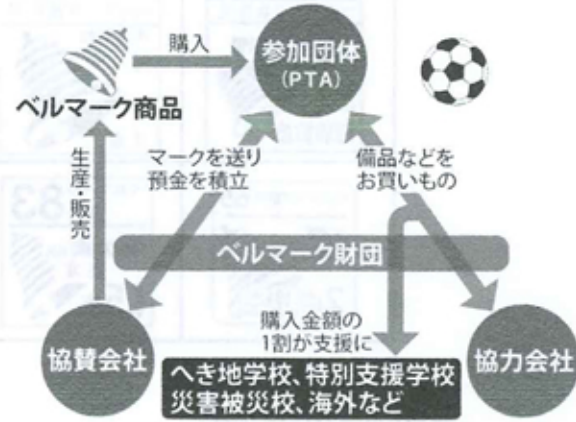 購入
参加団体
(PTA)
ベルマーク商品
生産・販売
マークを送り
預金を積立
備品などを
お買いもの
ベルマーク財団
購入金額の
1割が支援に
協賛会社
へき地学校、特別支援学校
災害被災校、海外など
協力会社
83